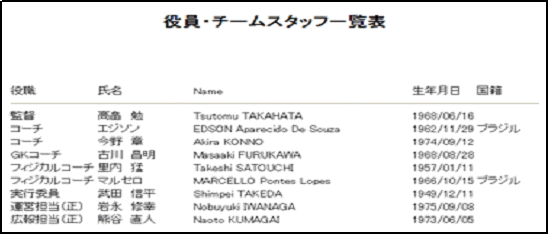 役員・チームスタッフ一覧表
役職 氏名 Name 生年月日 国籍
監督 高畠 勉 Tsutomu TAKAHATA 1968/06/16
コーチ エジソン EDSON Aparecido De Souza 1962/11/29 ブラジル
コーチ 今野 章 Akira KONNO 1974/09/12
GKコーチ 古川 昌明 Masaaki FURUKAWA 1968/08/28
フィジカルコーチ 里内 猛 Takeshi SATOUCHI 1957/01/11
フィジカルコーチ マルセロ MARCELLO Pontes Lopes 1966/10/15 ブラジル
実行委員 武田 信平 Shimpei TAKEDA 1949/12/11
運営担当(正) 岩永 修幸 Nobuyuki IWANAGA 1975/09/03
広報担当(正) 熊谷 直人 Naoto KUMAGAI 1973/06/05